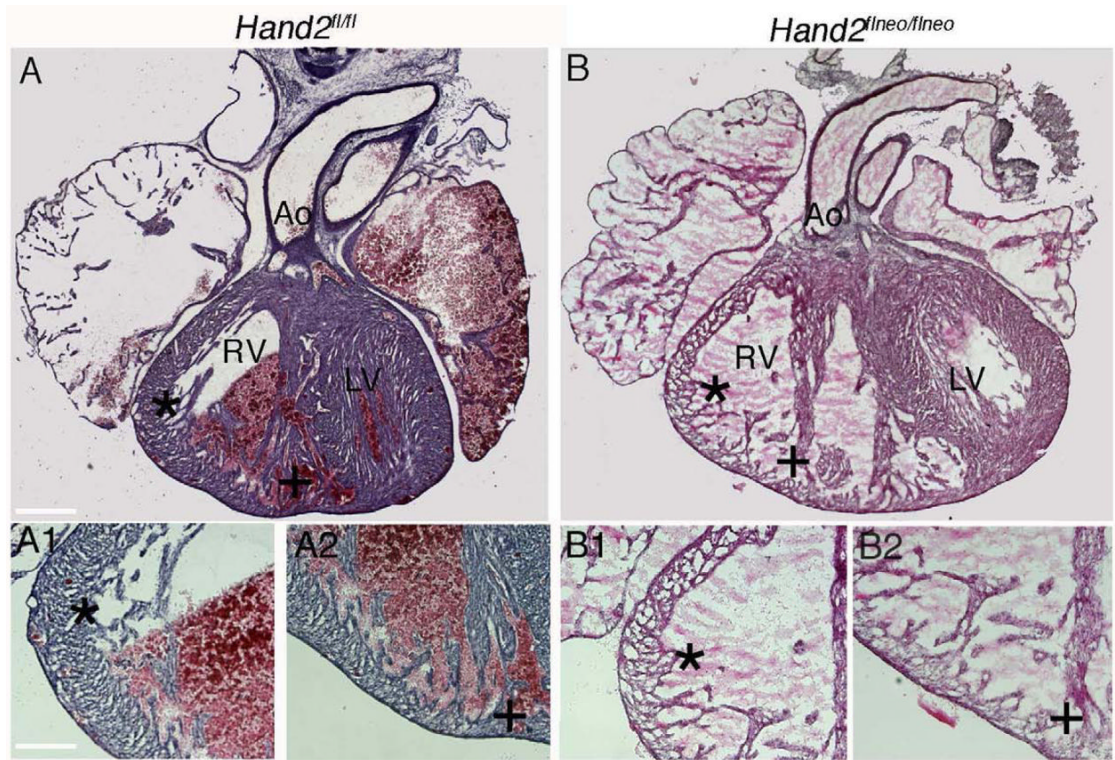 Hand2fl/fl
Hand2flneo/flneo
A
B
Ao
Ao
RV
LV
RV
LV
*
+
*
+
A1
A2
B1
B2
*
+
*
+